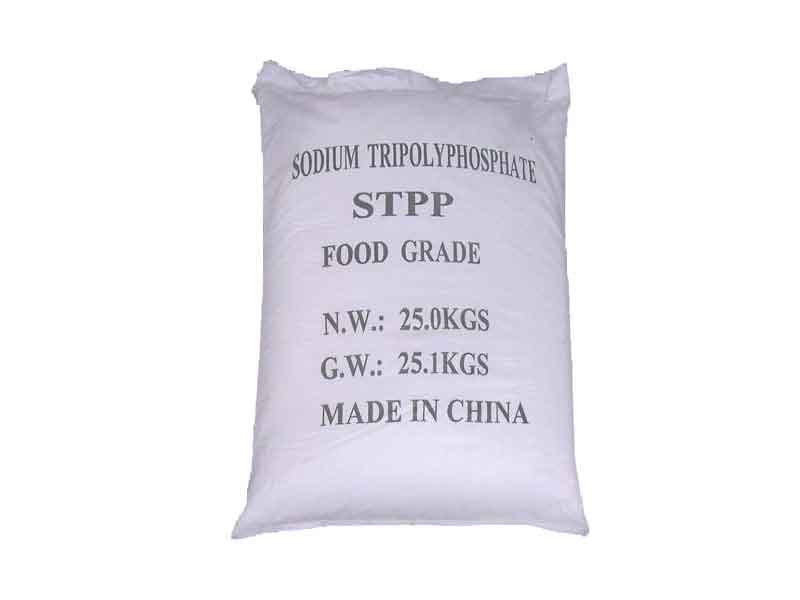 SODIUM TRIPOLYPHOSPHATE
STPP
FOOD GRADE
N.W.: 25.0KGS
G.W.: 25.1KGS
MADE IN CHINA